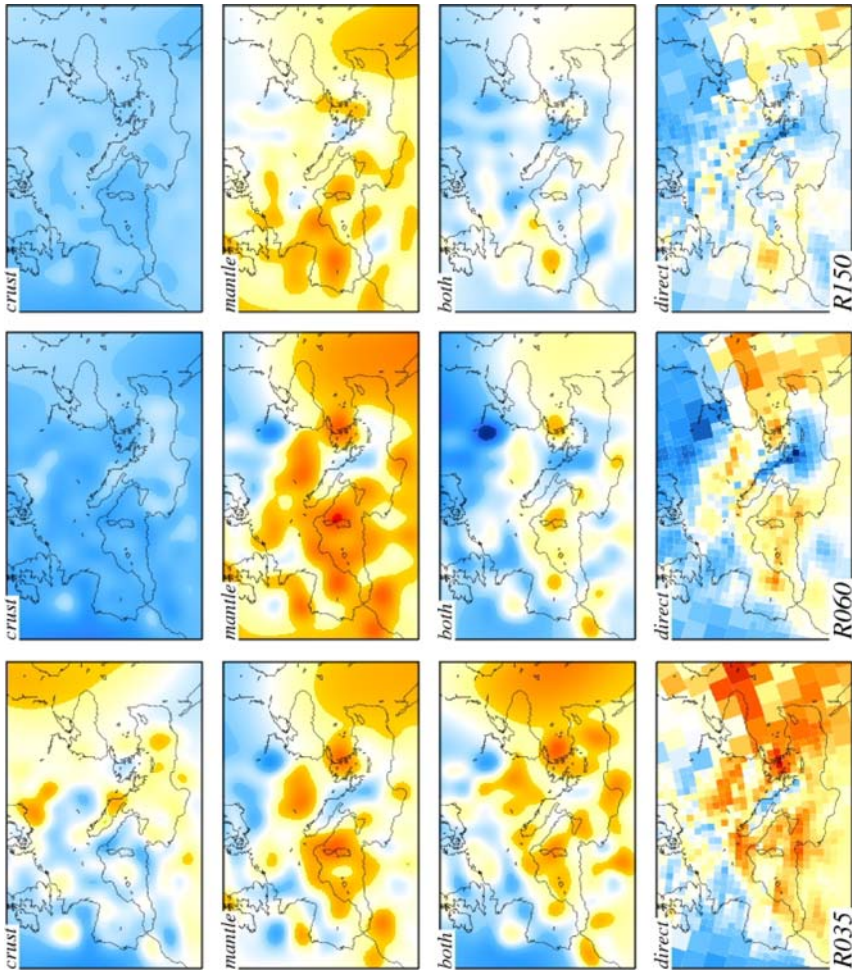 crust
crust
crust
mantle
mantle
mantle
both
both
both
direct
direct
direct
R035
R060
R150